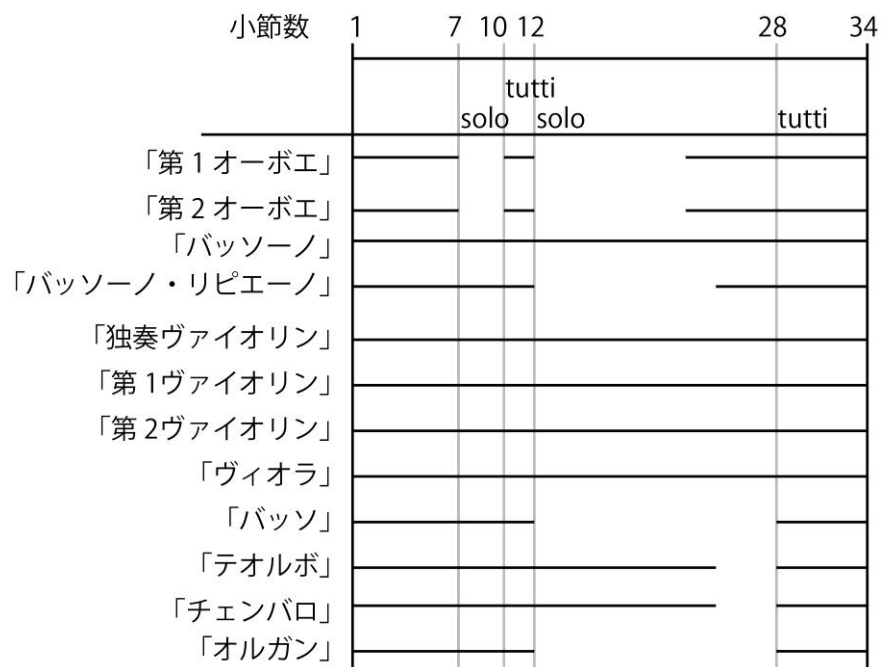 小節数 1 7 10 12 28 34
tutti
solo solo tutti
「第 1 オーボエ」
「第 2 オーボエ」
「バッソーノ」
「バッソーノ・リピエーノ」
「独奏ヴァイオリン」
「第 1ヴァイオリン」
「第 2ヴァイオリン」
「ヴィオラ」
「バッソ」
「テオルボ」
「チェンバロ」
「オルガン」